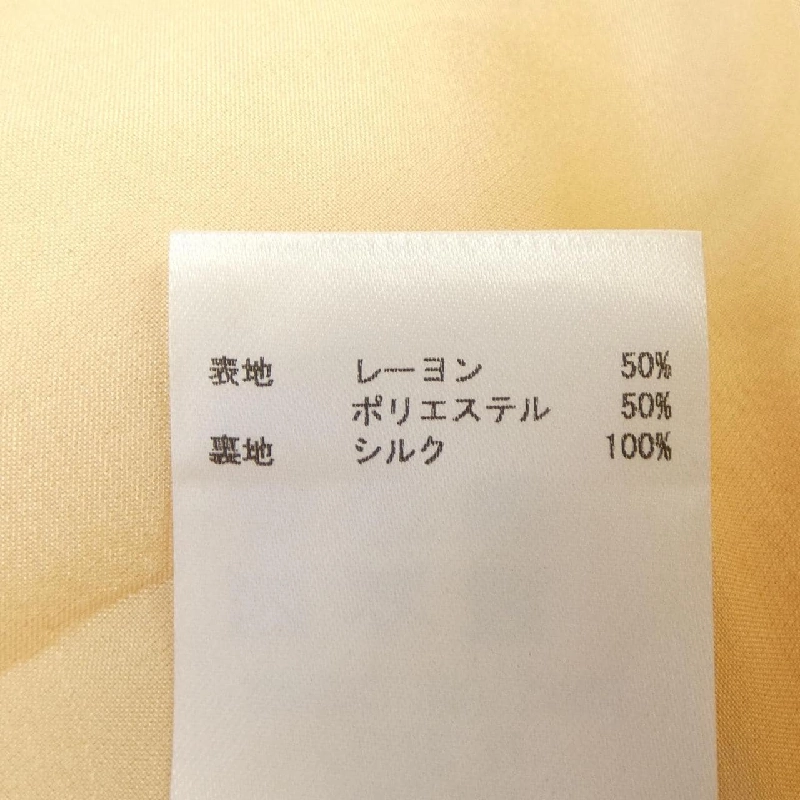 表地 レーヨン 50%
ポリエステル 50%
裏地 シルク 100%